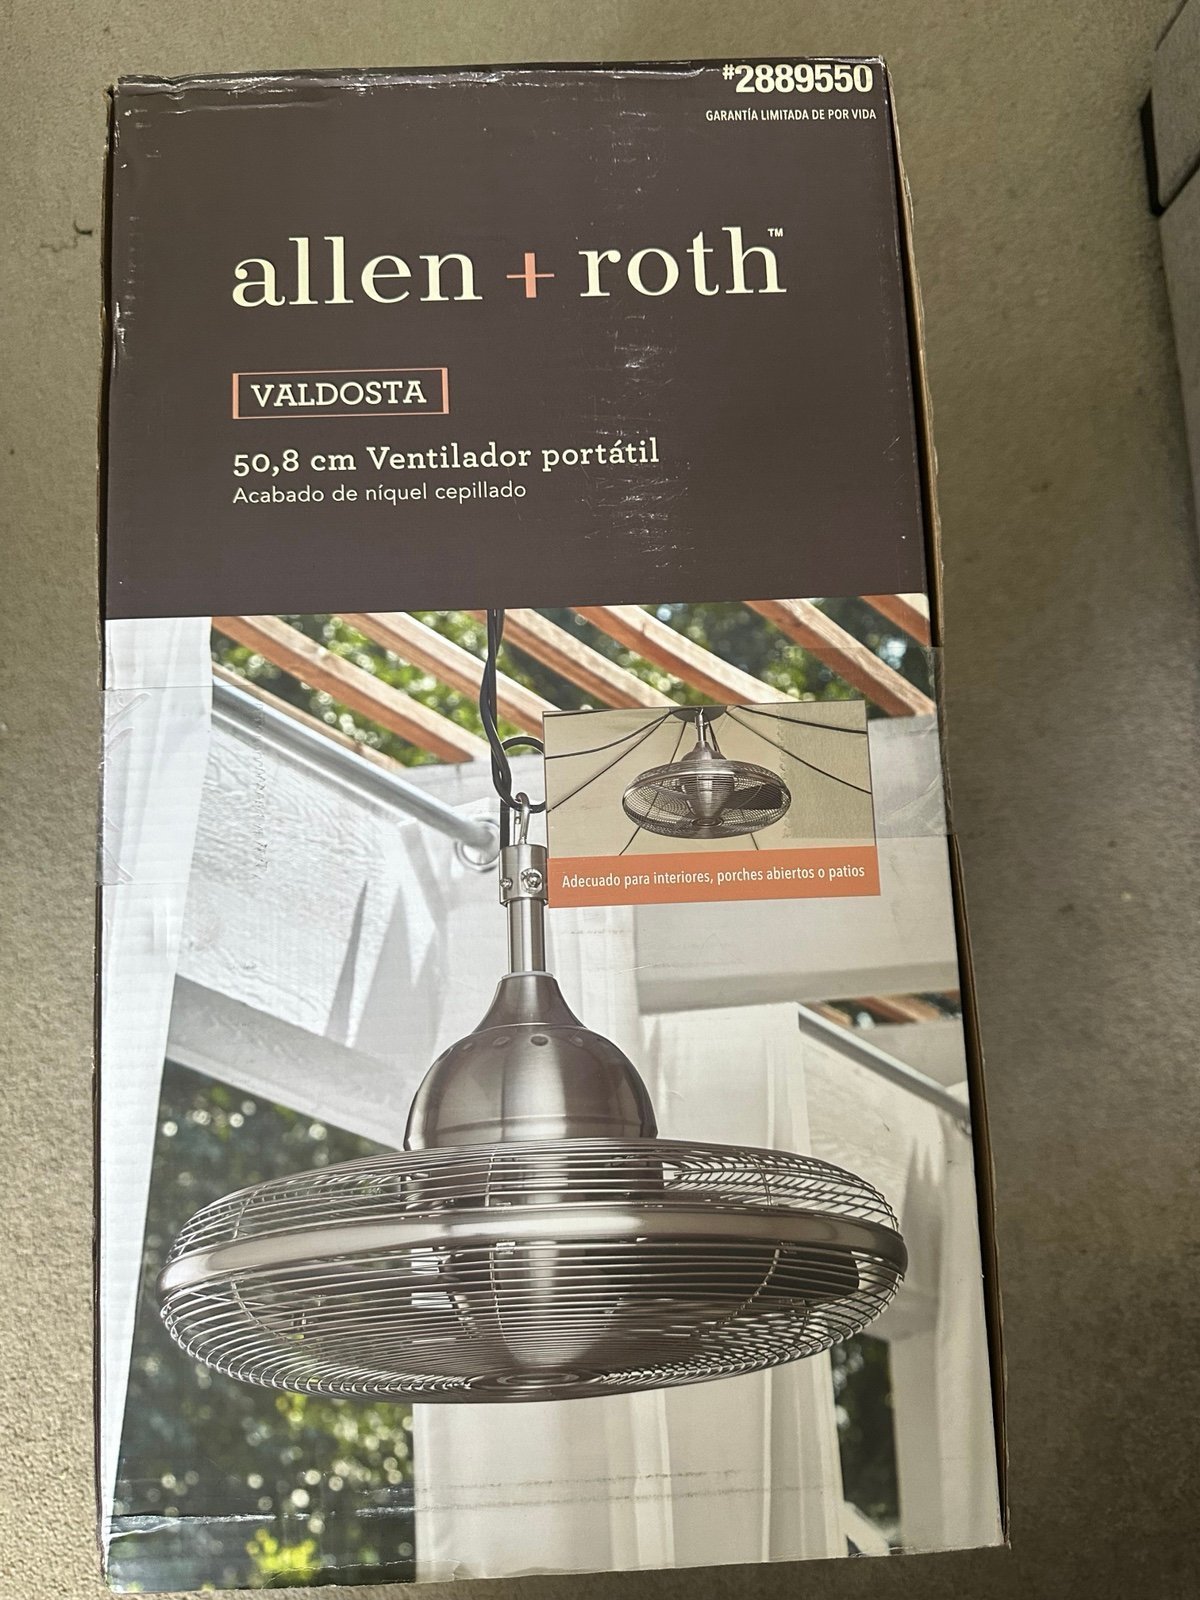 #2889550
GARANTÍA LIMITADA DE POR VIDA
allen + roth™
VALDOSTA
50,8 cm Ventilador portátil
Acabado de níquel cepillado
Adecuado para interiores, porches abiertos o patios